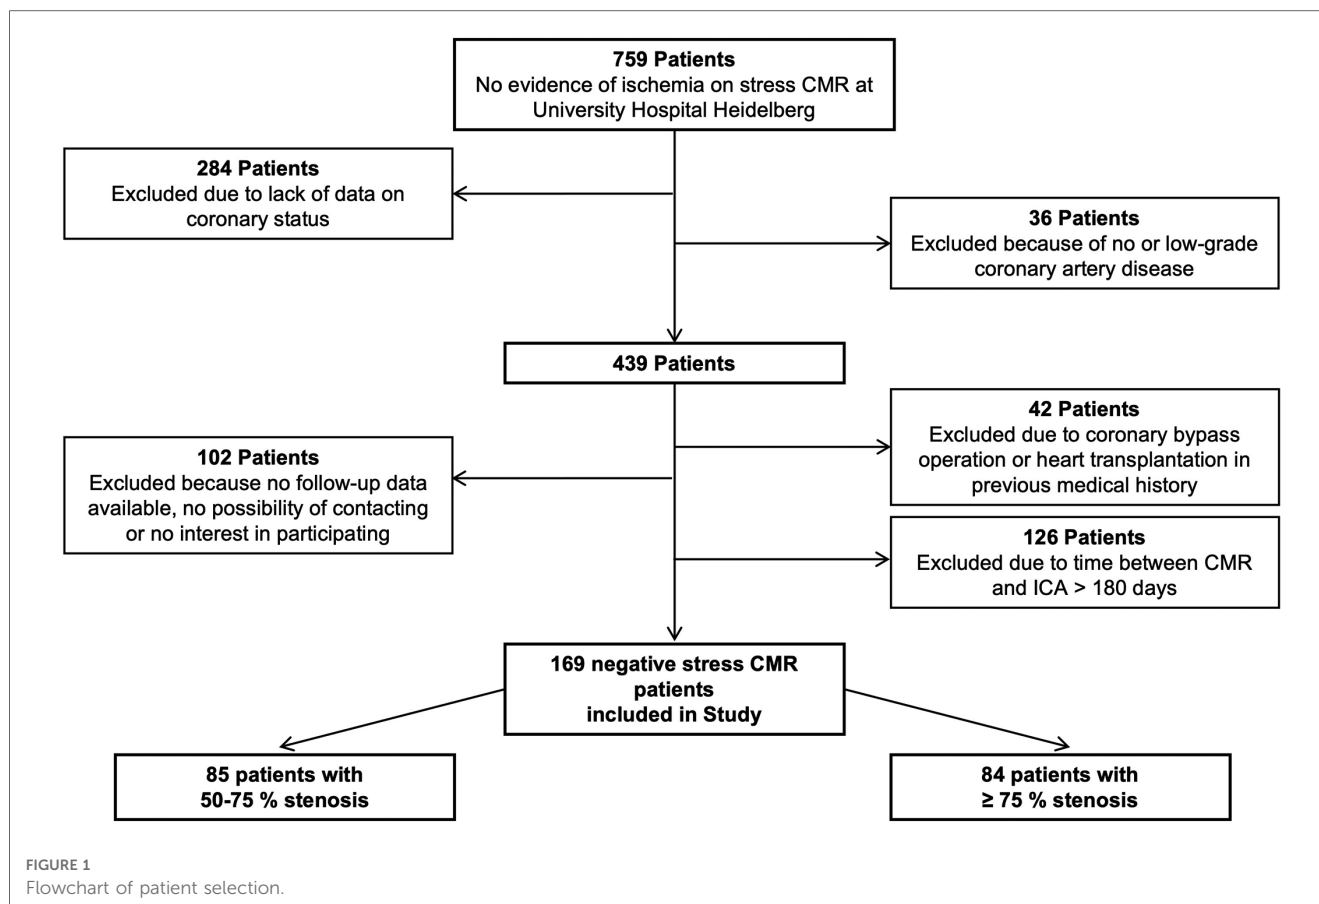 759 Patients
No evidence of ischemia on stress CMR at
University Hospital Heidelberg
284 Patients
Excluded due to lack of data on
coronary status
36 Patients
Excluded because of no or low-grade
coronary artery disease
439 Patients
42 Patients
Excluded due to coronary bypass
operation or heart transplantation in
previous medical history
102 Patients
Excluded because no follow-up data
available, no possibility of contacting
or no interest in participating
126 Patients
Excluded due to time between CMR
and ICA > 180 days
169 negative stress CMR
patients
included in Study
85 patients with
50-75 % stenosis
84 patients with
≥ 75 % stenosis
FIGURE 1
Flowchart of patient selection.